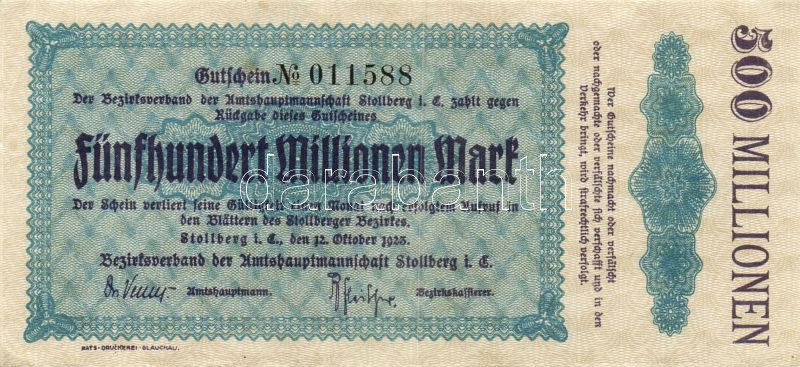 Gutschein № 011588
Der Bezirksverband der Amtshauptmannschaft Stollberg i. E. zahlt gegen
Rückgabe dieses Gutscheines
Fünfhundert Millionen Mark
Der Schein verliert seine Gültigkeit einen Monat nach erfolgtem Aufruf in
den Blättern des Stollberger Bezirkes.
Stollberg i. E., den 12. Oktober 1923.
Bezirksverband der Amtshauptmannschaft Stollberg i. E.
Amtshauptmann. Bezirkskassierer.
RATS-DRUCKEREI GLAUCHAU.
Wer Gutscheine nachmacht oder verfälscht
oder nachgemachte oder verfälschte sich verschafft und in den
Verkehr bringt, wird strafrechtlich verfolgt.
500 MILLIONEN
darabanth